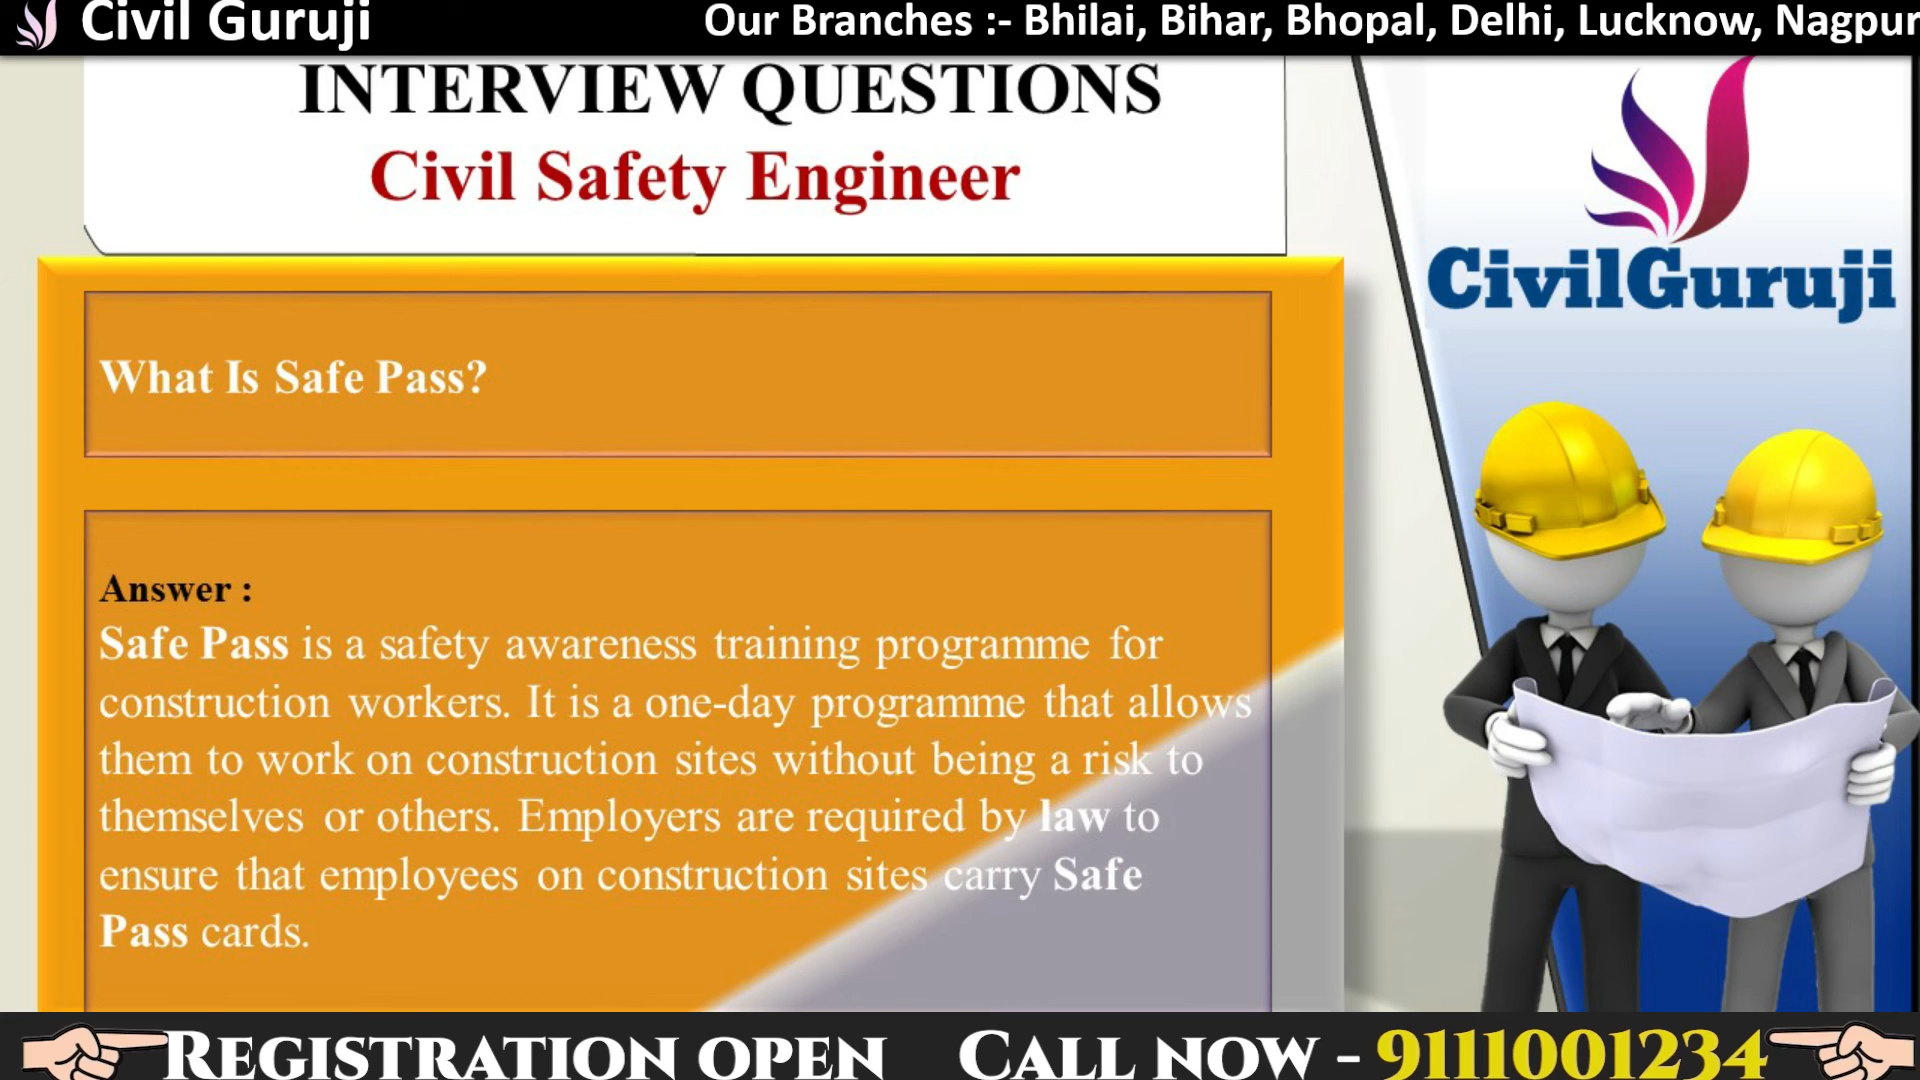 Civil Guruji
Our Branches :- Bhilai, Bihar, Bhopal, Delhi, Lucknow, Nagpur
INTERVIEW QUESTIONS
Civil Safety Engineer
CivilGuruji
What Is Safe Pass?
Answer :
Safe Pass is a safety awareness training programme for
construction workers. It is a one-day programme that allows
them to work on construction sites without being a risk to
themselves or others. Employers are required by law to
ensure that employees on construction sites carry Safe
Pass cards.
REGISTRATION OPEN CALL NOW - 9111001234